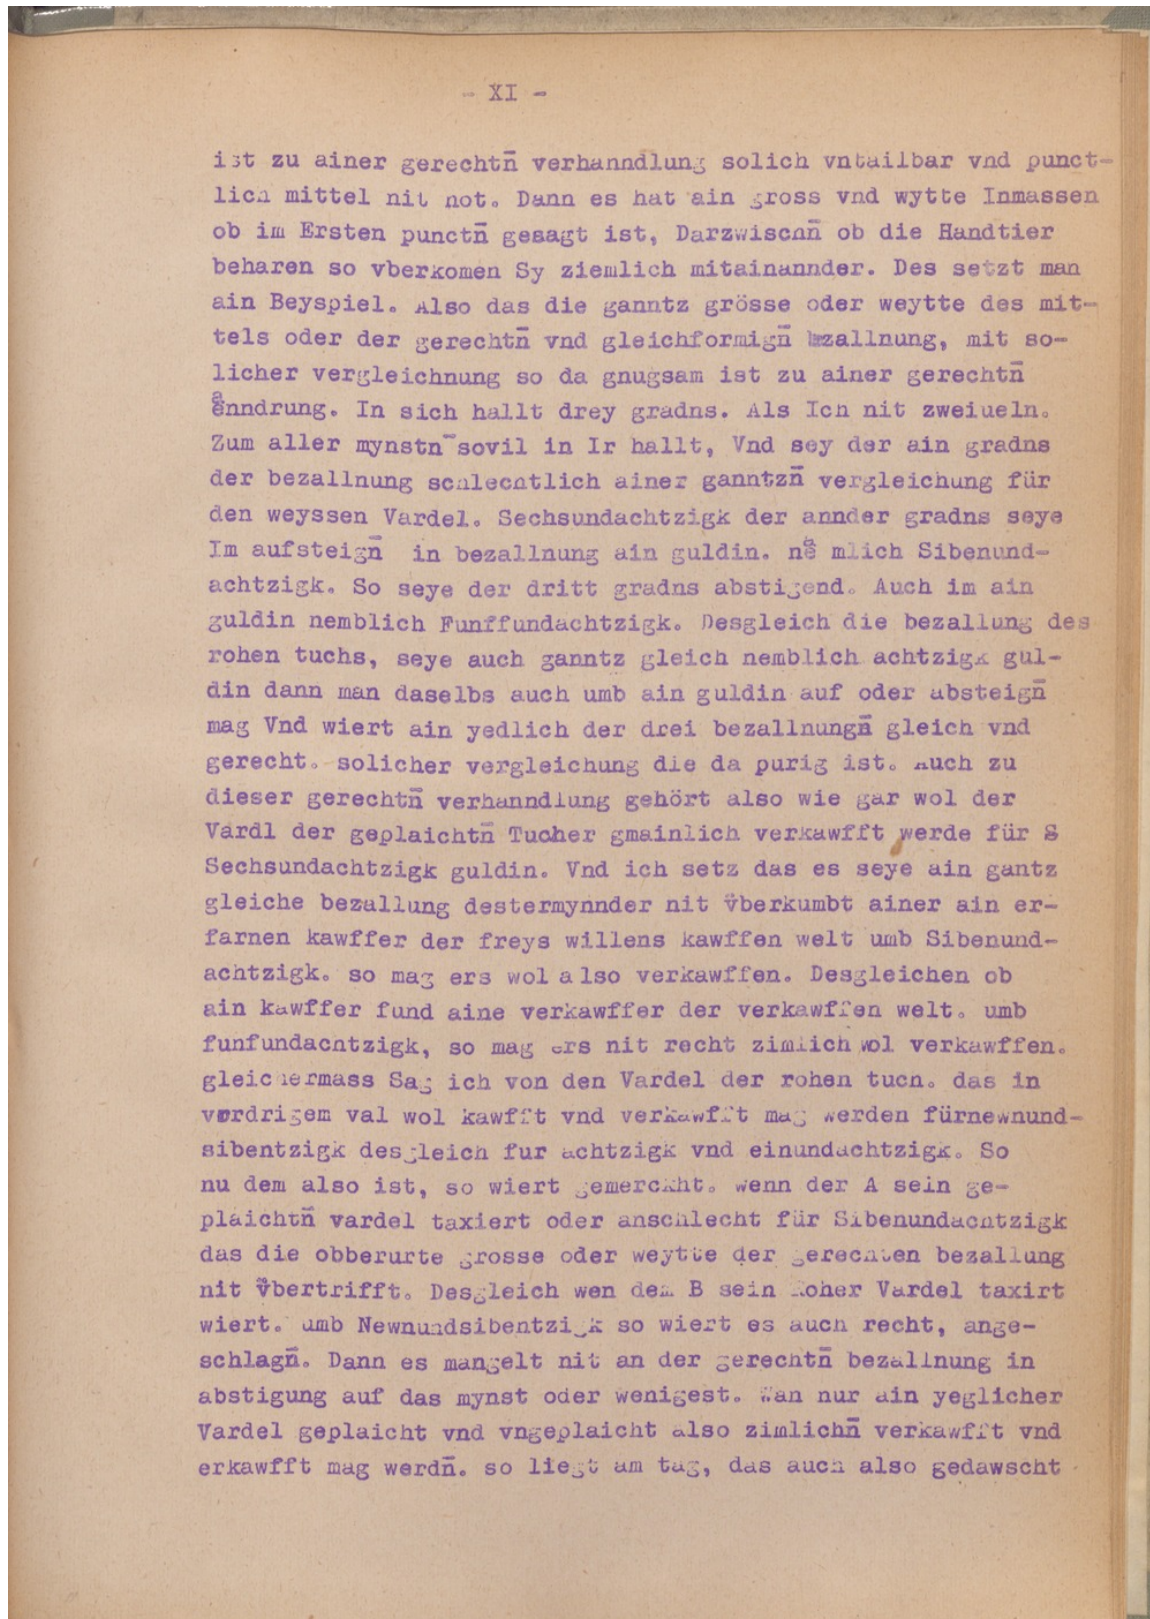 - XI -
ist zu ainer gerechtn̄ verhanndlung solich vntailbar vnd punct-
lich mittel nit not. Dann es hat ain gross vnd wytte Inmassen
ob im Ersten punctn̄ gesagt ist, Darzwischn̄ ob die Handtier
beharen so vberkomen Sy ziemlich mitainannder. Des setzt man
ain Beyspiel. Also das die ganntz grösse oder weytte des mit-
tels oder der gerechtn̄ vnd gleichformign̄ bzallnung, mit so-
licher vergleichnung so da gnugsam ist zu ainer gerechtn̄
åenndrung. In sich hallt drey gradns. Als Ich nit zweiueln.
Zum aller mynstn̄ sovil in Ir hallt, Vnd sey der ain gradns
der bezallnung schlechtlich ainer ganntzn̄ vergleichung für
den weyssen Vardel. Sechsundachtzigk der annder gradns seye
Im aufsteign̄ in bezallnung ain guldin. nåe mlich Sibenund-
achtzigk. So seye der dritt gradns abstigend. Auch im ain
guldin nemblich Funffundachtzigk. Desgleich die bezallung des
rohen tuchs, seye auch ganntz gleich nemblich achtzigk gul-
din dann man daselbs auch umb ain guldin auf oder absteign̄
mag Vnd wiert ain yedlich der drei bezallnungn̄ gleich vnd
gerecht. solicher vergleichung die da purig ist. Auch zu
dieser gerechtn̄ verhanndlung gehört also wie gar wol der
Vardl der geplaichtn̄ Tucher gmainlich verkawfft werde für S
Sechsundachtzigk guldin. Vnd ich setz das es seye ain gantz
gleiche bezallung destermynnder nit v̊berkumbt ainer ain er-
farnen kawffer der freys willens kawffen welt umb Sibenund-
achtzigk. so mag ers wol also verkawffen. Desgleichen ob
ain kawffer fund aine verkawffer der verkawffen welt. umb
funfundachtzigk, so mag ers nit recht zimlich wol verkawffen.
gleichermass Sag ich von den Vardel der rohen tuch. das in
vordrigem val wol kawfft vnd verkawfft mag werden fürnewnund-
sibentzigk desgleich fur achtzigk vnd einundachtzigk. So
nu dem also ist, so wiert gemerckht. wenn der A sein ge-
plaichtn̄ vardel taxiert oder anschlecht für Sibenundachtzigk
das die obberurte grosse oder weytte der gerechten bezallung
nit v̊bertrifft. Desgleich wen dem B sein Roher Vardel taxirt
wiert. umb Newnundsibentzigk so wiert es auch recht, ange-
schlagn̄. Dann es mangelt nit an der gerechtn̄ bezallnung in
abstigung auf das mynst oder wenigest. Wan nur ain yeglicher
Vardel geplaicht vnd vngeplaicht also zimlichn̄ verkawfft vnd
erkawfft mag werdn̄. so liegt am tag, das auch also gedawscht